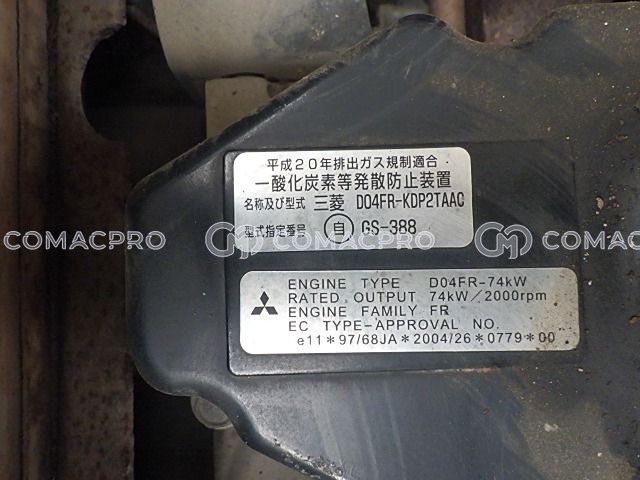 平成20年排出ガス規制適合
一酸化炭素等発散防止装置
名称及び型式 三菱 D04FR-KDP2TAAC
型式指定番号 自 GS-388
COMACPRO COMACPRO COMACPRO
ENGINE TYPE D04FR-74kW
RATED OUTPUT 74kW/2000rpm
ENGINE FAMILY FR
EC TYPE-APPROVAL NO.
e11*97/68JA*2004/26*0779*00